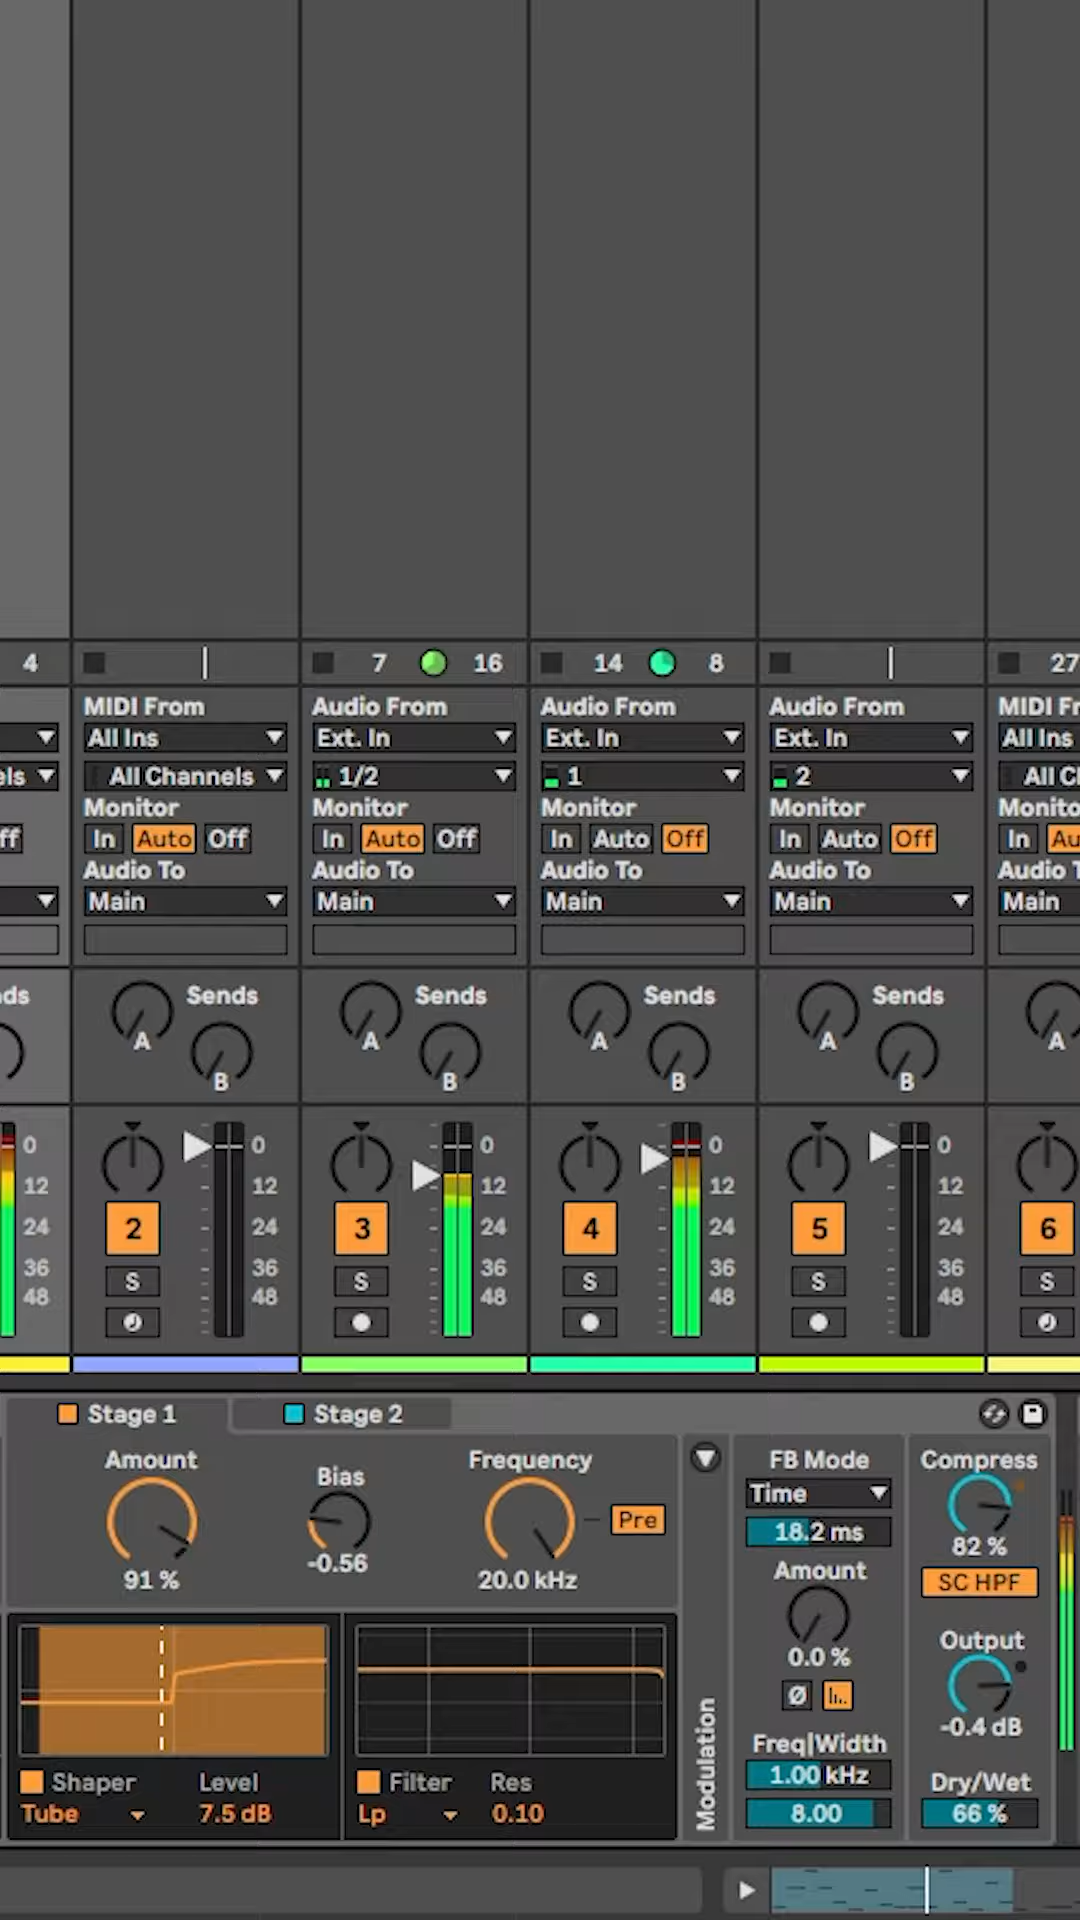 4 7 16 14 8 27
MIDI From Audio From Audio From Audio From MIDI Fr
All Ins Ext. In Ext. In Ext. In All Ins
els All Channels 1/2 1 2 All C
Monitor Monitor Monitor Monitor Monito
ff In Auto Off In Auto Off In Auto Off In Auto Off In Au
Audio To Audio To Audio To Audio To Audio T
Main Main Main Main Main
ds Sends Sends Sends Sends
A A A A A
B B B B
0 0 0 0 0
12 12 12 12 12
2 3 4 5 6
24 24 24 24 24
36 36 36 36 36
S S S S S
48 48 48 48 48
Stage 1 Stage 2
Amount Bias Frequency FB Mode Compress
Time
Pre
18.2 ms 82 %
-0.56
91 % 20.0 kHz Amount SC HPF
Output
0.0 %
Ø
-0.4 dB
Modulation
Freq|Width
1.00 kHz
Shaper Level Filter Res Dry/Wet
Tube 7.5 dB Lp 0.10 8.00 66 %